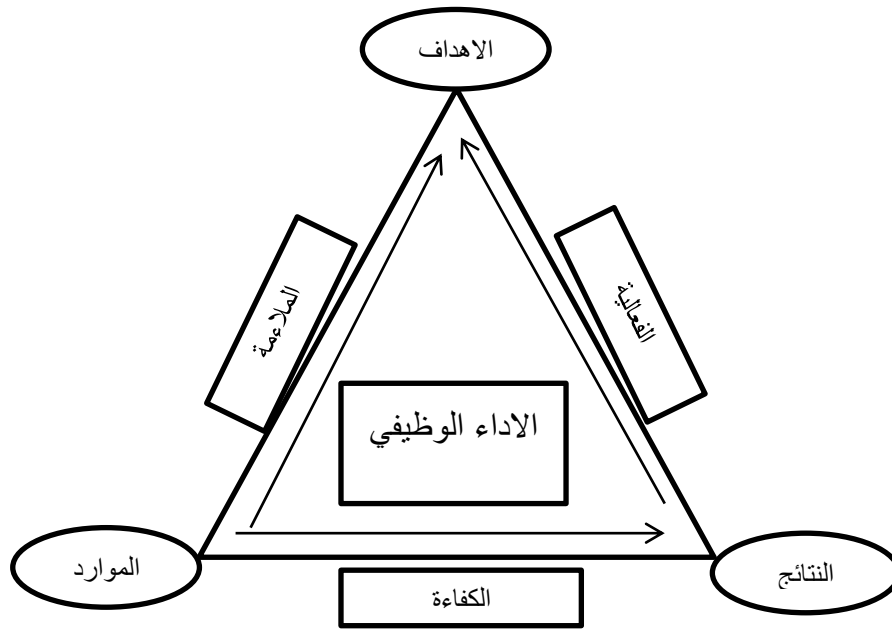 الاهداف
الملاءمة
الفعالية
الاداء الوظيفي
الموارد
النتائج
الكفاءة